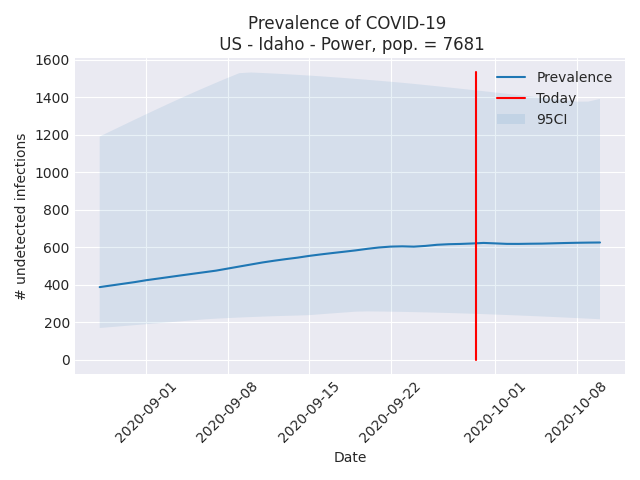 Prevalence of COVID-19
US - Idaho - Power, pop. = 7681
1600
1400
1200
1000
800
600
400
200
0
# undetected infections
Prevalence
Today
95CI
2020-09-01
2020-09-08
2020-09-15
2020-09-22
2020-10-01
2020-10-08
Date